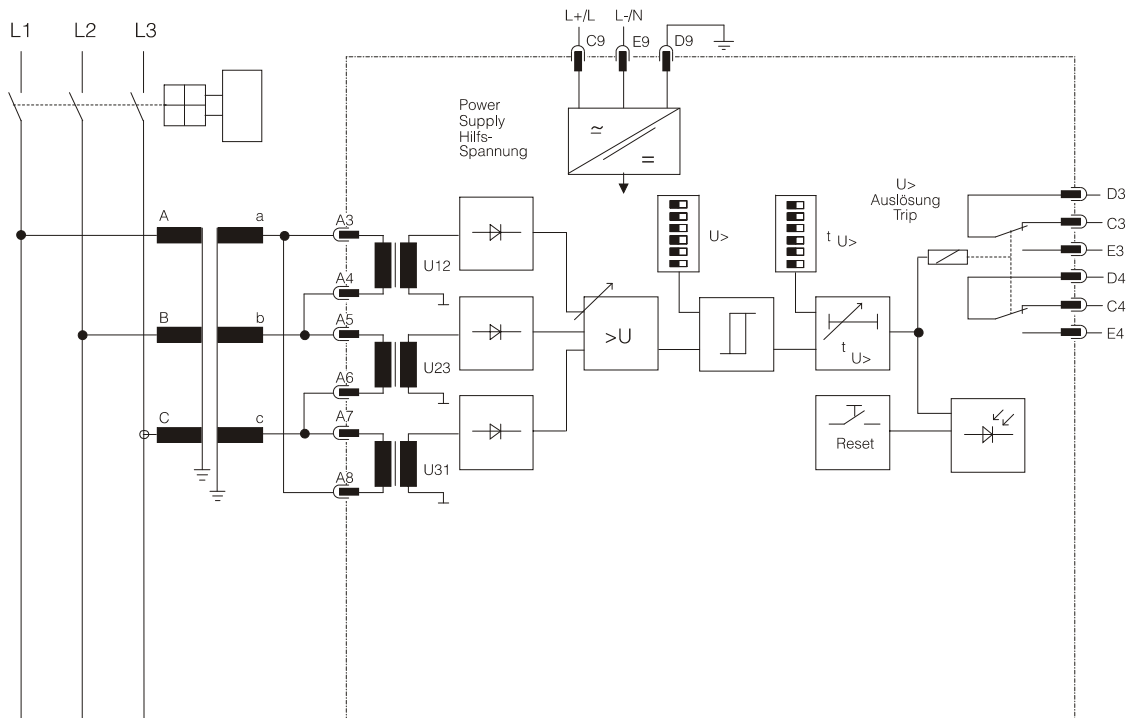 L+/L L-/N
L1 L2 L3
C9 E9 D9
Power
Supply
Hilfs-
Spannung
≃
=
U>
Auslösung
Trip
D3
C3
E3
D4
C4
E4
A a
A3
U12
A4
U>
t U>
B b
A5
U23
A6
>U
t U>
C c
A7
U31
A8
Reset